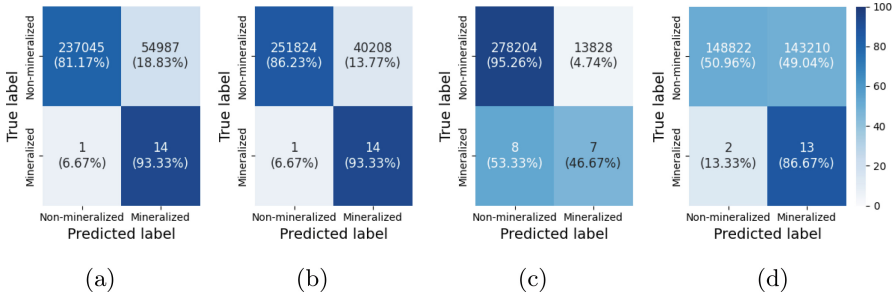 True label
Non-mineralized
Mineralized
237045
(81.17%)
54987
(18.83%)
1
(6.67%)
14
(93.33%)
Non-mineralized Mineralized
Predicted label
(a)
True label
Non-mineralized
Mineralized
251824
(86.23%)
40208
(13.77%)
1
(6.67%)
14
(93.33%)
Non-mineralized Mineralized
Predicted label
(b)
True label
Non-mineralized
Mineralized
278204
(95.26%)
13828
(4.74%)
8
(53.33%)
7
(46.67%)
Non-mineralized Mineralized
Predicted label
(c)
True label
Non-mineralized
Mineralized
148822
(50.96%)
143210
(49.04%)
2
(13.33%)
13
(86.67%)
Non-mineralized Mineralized
Predicted label
(d)
100
80
60
40
20
0